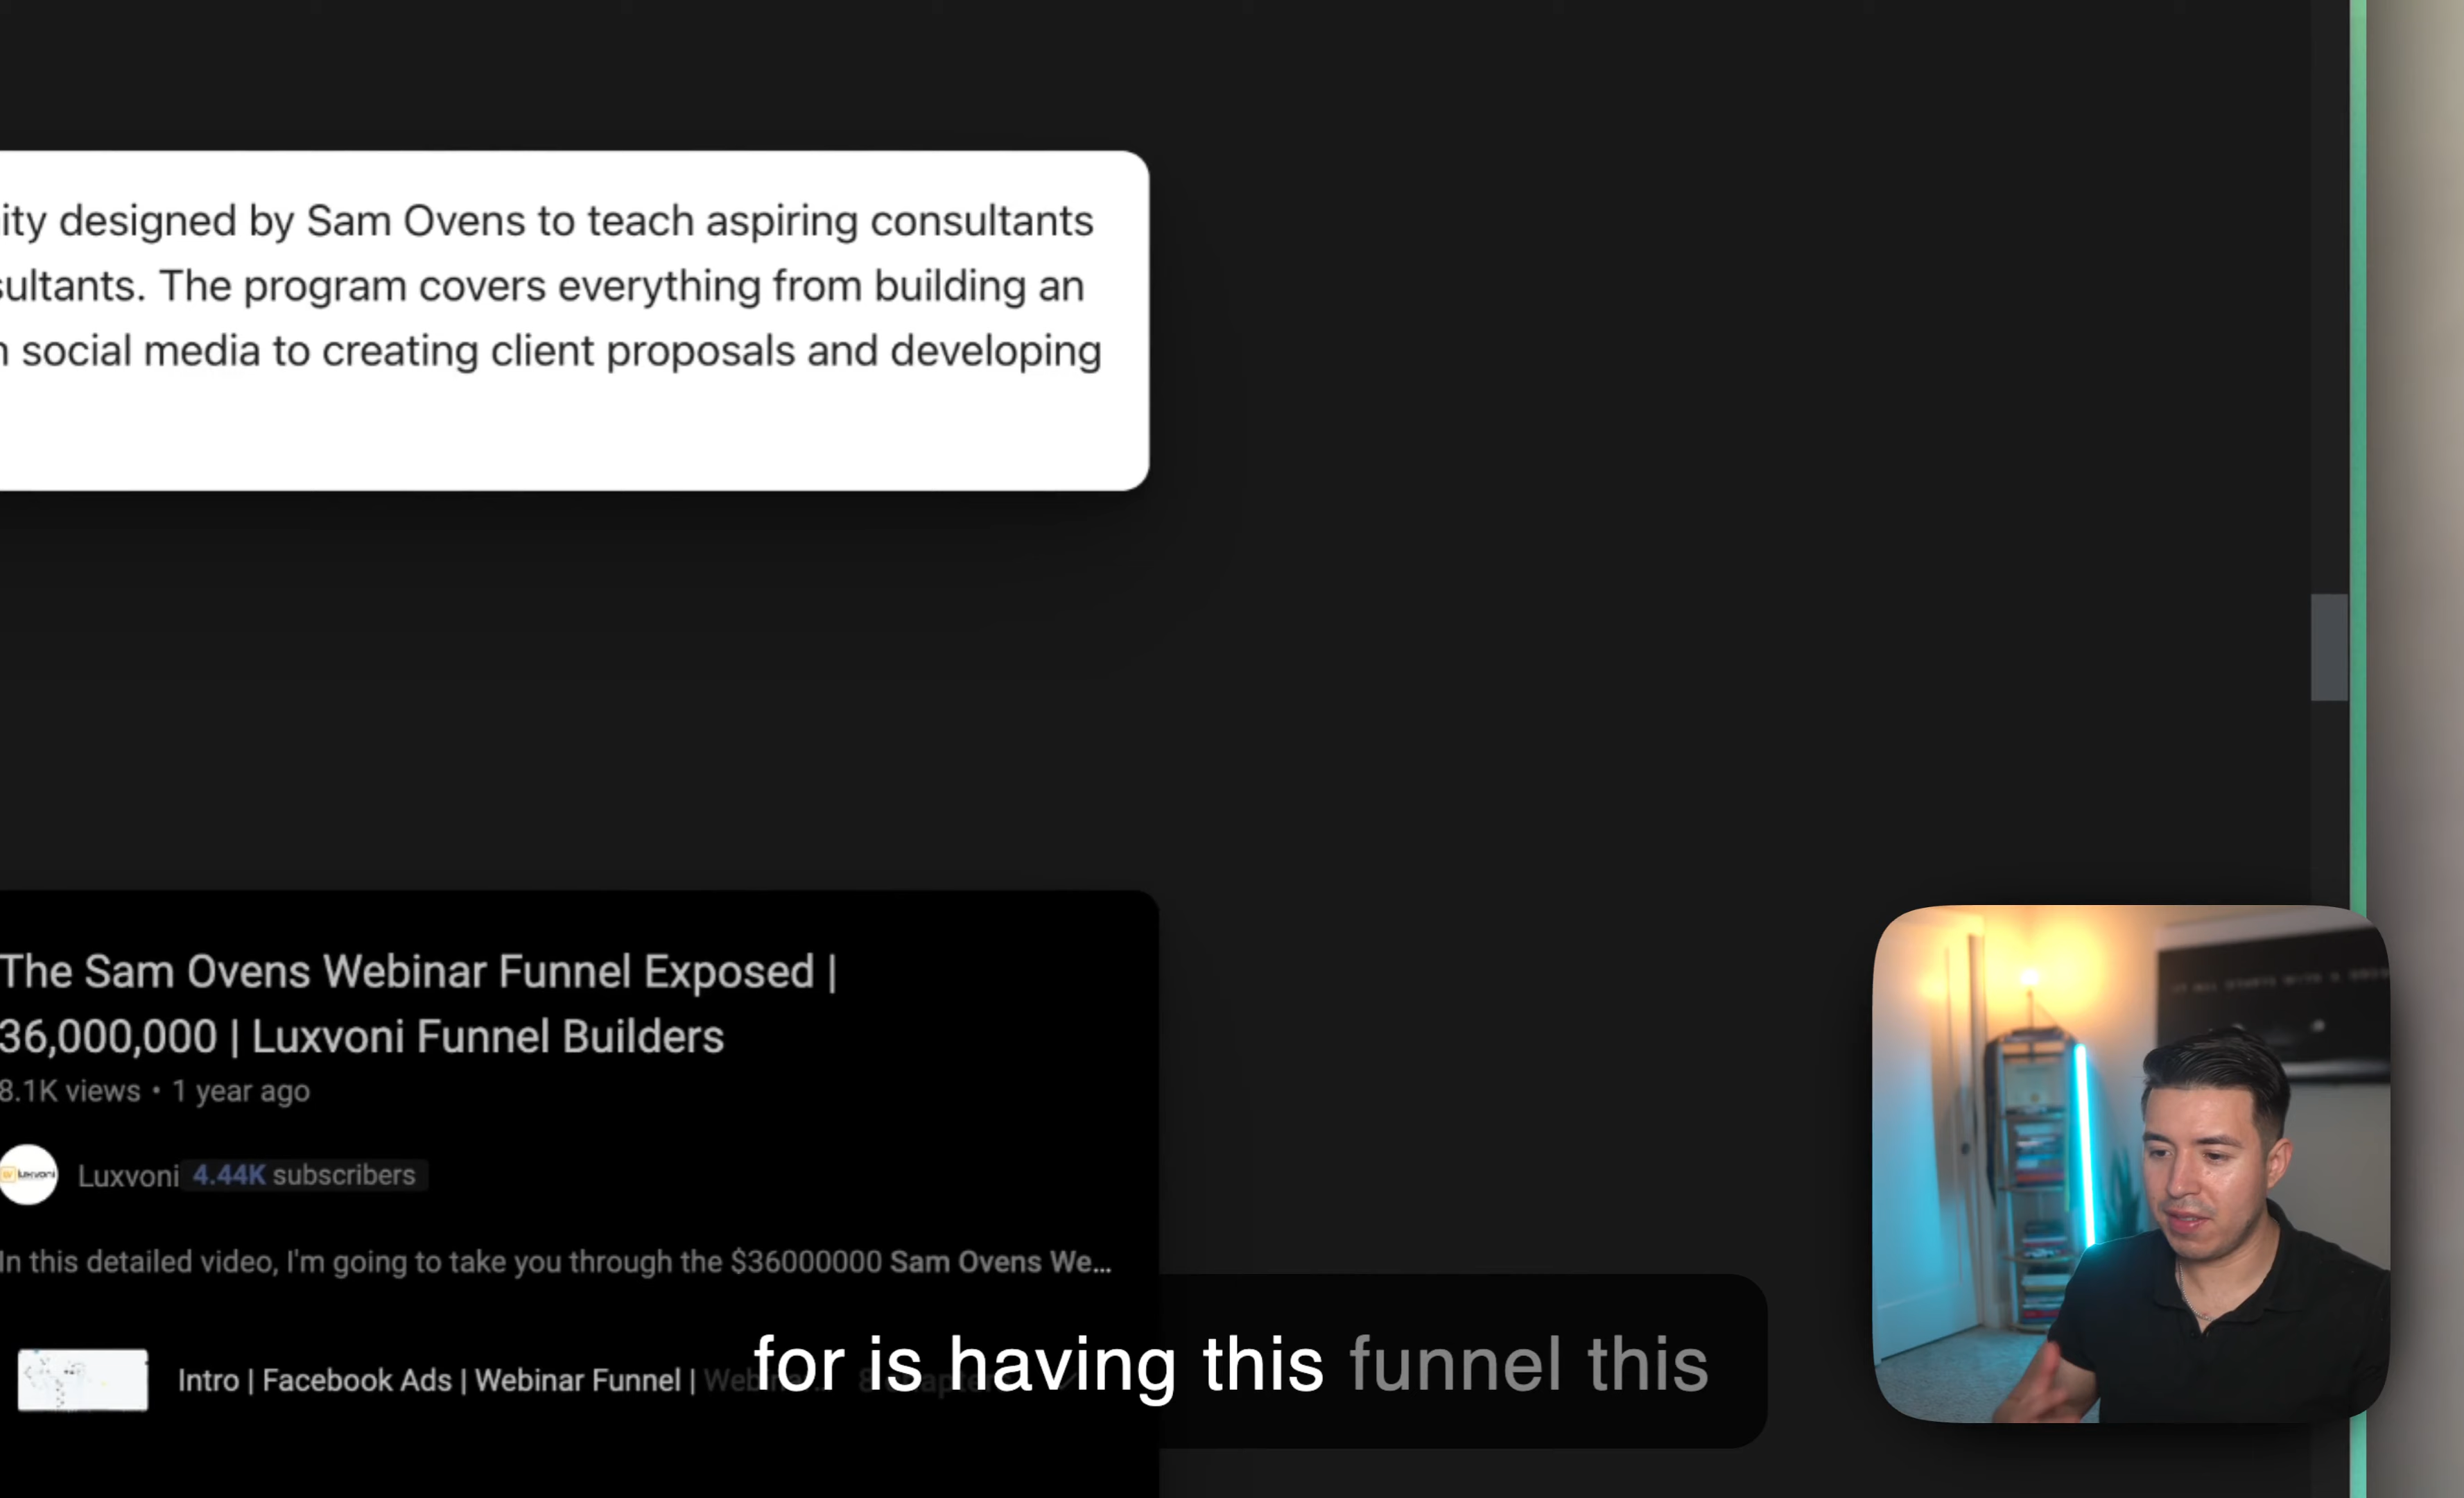 ity designed by Sam Ovens to teach aspiring consultants
sultants. The program covers everything from building an
n social media to creating client proposals and developing
The Sam Ovens Webinar Funnel Exposed |
36,000,000 | Luxvoni Funnel Builders
8.1K views • 1 year ago
Luxvoni 4.44K subscribers
In this detailed video, I'm going to take you through the $36000000 Sam Ovens We...
Intro | Facebook Ads | Webinar Funnel |
for is having this funnel this